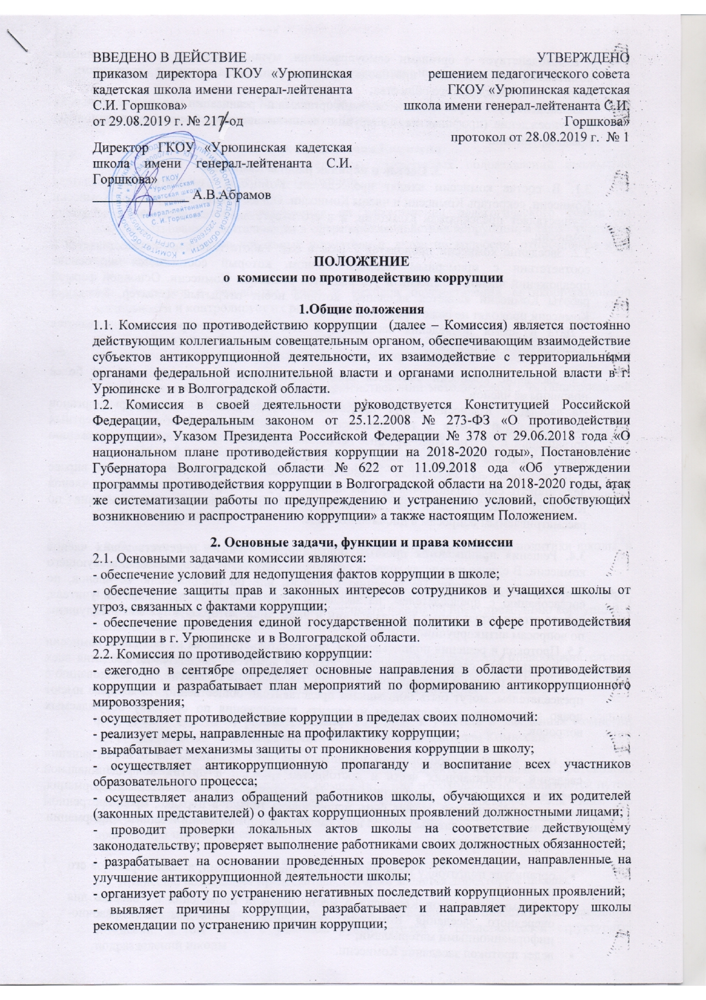 ВВЕДЕНО В ДЕЙСТВИЕ
приказом директора ГКОУ «Урюпинская
кадетская школа имени генерал-лейтенанта
С.И. Горшкова»
от 29.08.2019 г. № 217-од
УТВЕРЖДЕНО
решением педагогического совета
ГКОУ «Урюпинская кадетская
школа имени генерал-лейтенанта С.И.
Горшкова»
протокол от 28.08.2019 г. № 1
Директор ГКОУ «Урюпинская кадетская
школа имени генерал-лейтенанта С.И.
Горшкова»
______________ А.В.Абрамов
ГКОУ
"Урюпинская
кадетская школа
имени
генерал-лейтенанта
С. И. Горшкова"
ПОЛОЖЕНИЕ
о комиссии по противодействию коррупции
1.Общие положения
1.1. Комиссия по противодействию коррупции (далее – Комиссия) является постоянно
действующим коллегиальным совещательным органом, обеспечивающим взаимодействие
субъектов антикоррупционной деятельности, их взаимодействие с территориальными
органами федеральной исполнительной власти и органами исполнительной власти в г.
Урюпинске и в Волгоградской области.
1.2. Комиссия в своей деятельности руководствуется Конституцией Российской
Федерации, Федеральным законом от 25.12.2008 № 273-ФЗ «О противодействии
коррупции», Указом Президента Российской Федерации № 378 от 29.06.2018 года «О
национальном плане противодействия коррупции на 2018-2020 годы», Постановление
Губернатора Волгоградской области № 622 от 11.09.2018 ода «Об утверждении
программы противодействия коррупции в Волгоградской области на 2018-2020 годы, атак
же систематизации работы по предупреждению и устранению условий, спобствующих
возникновению и распространению коррупции» а также настоящим Положением.
2. Основные задачи, функции и права комиссии
2.1. Основными задачами комиссии являются:
- обеспечение условий для недопущения фактов коррупции в школе;
- обеспечение защиты прав и законных интересов сотрудников и учащихся школы от
угроз, связанных с фактами коррупции;
- обеспечение проведения единой государственной политики в сфере противодействия
коррупции в г. Урюпинске и в Волгоградской области.
2.2. Комиссия по противодействию коррупции:
- ежегодно в сентябре определяет основные направления в области противодействия
коррупции и разрабатывает план мероприятий по формированию антикоррупционного
мировоззрения;
- осуществляет противодействие коррупции в пределах своих полномочий:
- реализует меры, направленные на профилактику коррупции;
- вырабатывает механизмы защиты от проникновения коррупции в школу;
- осуществляет антикоррупционную пропаганду и воспитание всех участников
образовательного процесса;
- осуществляет анализ обращений работников школы, обучающихся и их родителей
(законных представителей) о фактах коррупционных проявлений должностными лицами;
- проводит проверки локальных актов школы на соответствие действующему
законодательству; проверяет выполнение работниками своих должностных обязанностей;
- разрабатывает на основании проведенных проверок рекомендации, направленные на
улучшение антикоррупционной деятельности школы;
- организует работу по устранению негативных последствий коррупционных проявлений;
- выявляет причины коррупции, разрабатывает и направляет директору школы
рекомендации по устранению причин коррупции;